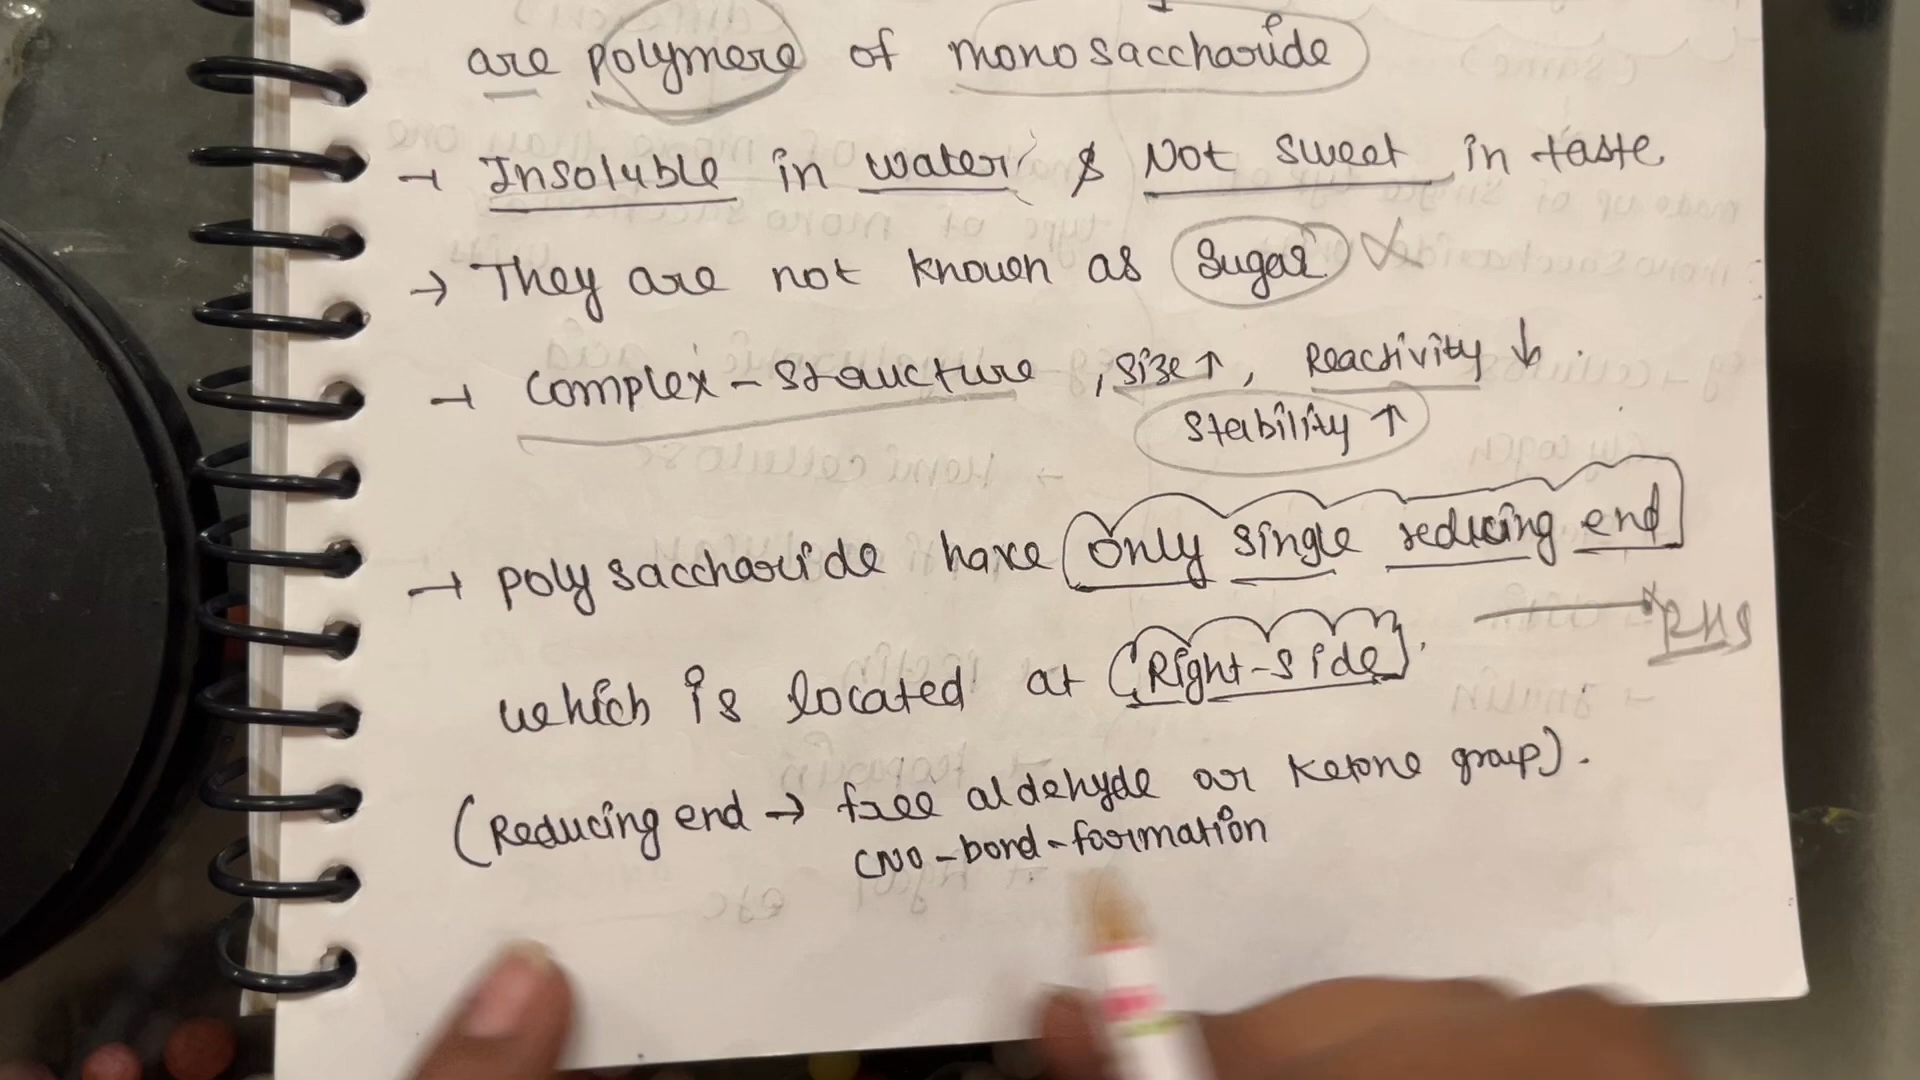 are polymere of monosaccharide
→ Insoluble in water & Not sweet in taste
→ They are not known as Sugar
→ complex-structure, size↑, Reactivity↓.
Stability↑
→ polysaccharide have only single reducing end
→ RHS
which is located at Right-side.
(Reducing end → free aldehyde or Ketone group).
(NO-bond-formation